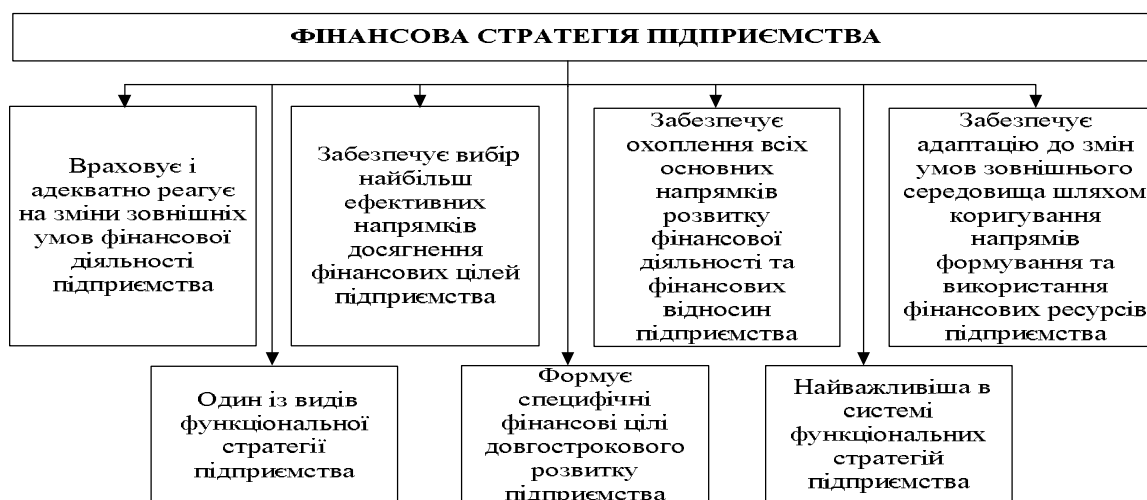 ФІНАНСОВА СТРАТЕГІЯ ПІДПРИЄМСТВА
Враховує і
адекватно реагує
на зміни зовнішніх
умов фінансової
діяльності
підприємства
Забезпечує вибір
найбільш
ефективних
напрямків
досягнення
фінансових цілей
підприємства
Забезпечує
охоплення всіх
основних
напрямків
розвитку
фінансової
діяльності та
фінансових
відносин
підприємства
Забезпечує
адаптацію до змін
умов зовнішнього
середовища шляхом
коригування
напрямів
формування та
використання
фінансових ресурсів
підприємства
Один із видів
функціональної
стратегії
підприємства
Формує
специфічні
фінансові цілі
довгострокового
розвитку
підприємства
Найважливіша в
системі
функціональних
стратегій
підприємства